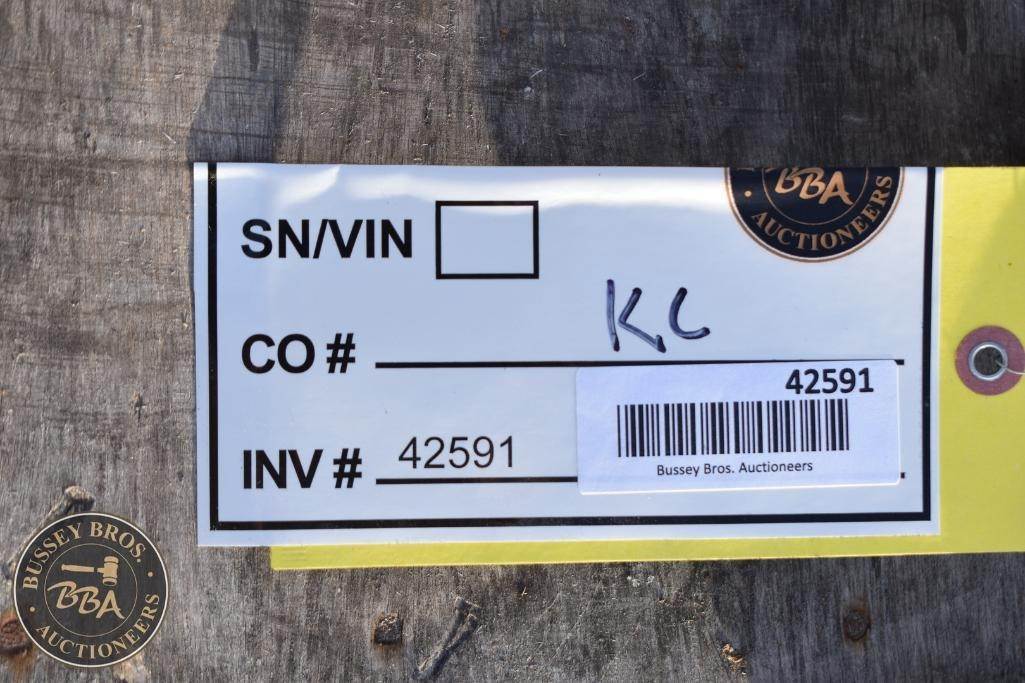 BBA
AUCTIONEERS
SN/VIN
KC
CO #
42591
INV # 42591
Bussey Bros. Auctioneers
BUSSEY BROS.
BBA
AUCTIONEERS